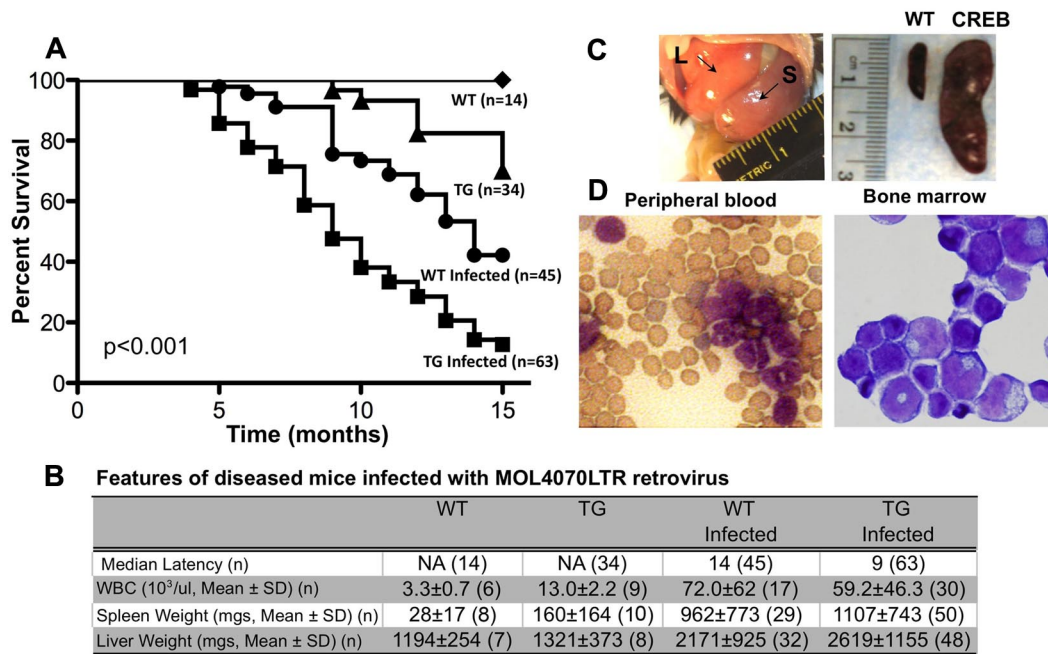 A
Percent Survival
100
80
60
40
20
0
0
5
10
15
Time (months)
WT (n=14)
TG (n=34)
WT Infected (n=45)
TG Infected (n=63)
p<0.001
C
L
S
METRIC 1
WT CREB
cm
1
2
3
D
Peripheral blood
Bone marrow
B Features of diseased mice infected with MOL4070LTR retrovirus
WT TG WT Infected TG Infected
Median Latency (n) NA (14) NA (34) 14 (45) 9 (63)
WBC (10³/ul, Mean ± SD) (n) 3.3±0.7 (6) 13.0±2.2 (9) 72.0±62 (17) 59.2±46.3 (30)
Spleen Weight (mgs, Mean ± SD) (n) 28±17 (8) 160±164 (10) 962±773 (29) 1107±743 (50)
Liver Weight (mgs, Mean ± SD) (n) 1194±254 (7) 1321±373 (8) 2171±925 (32) 2619±1155 (48)